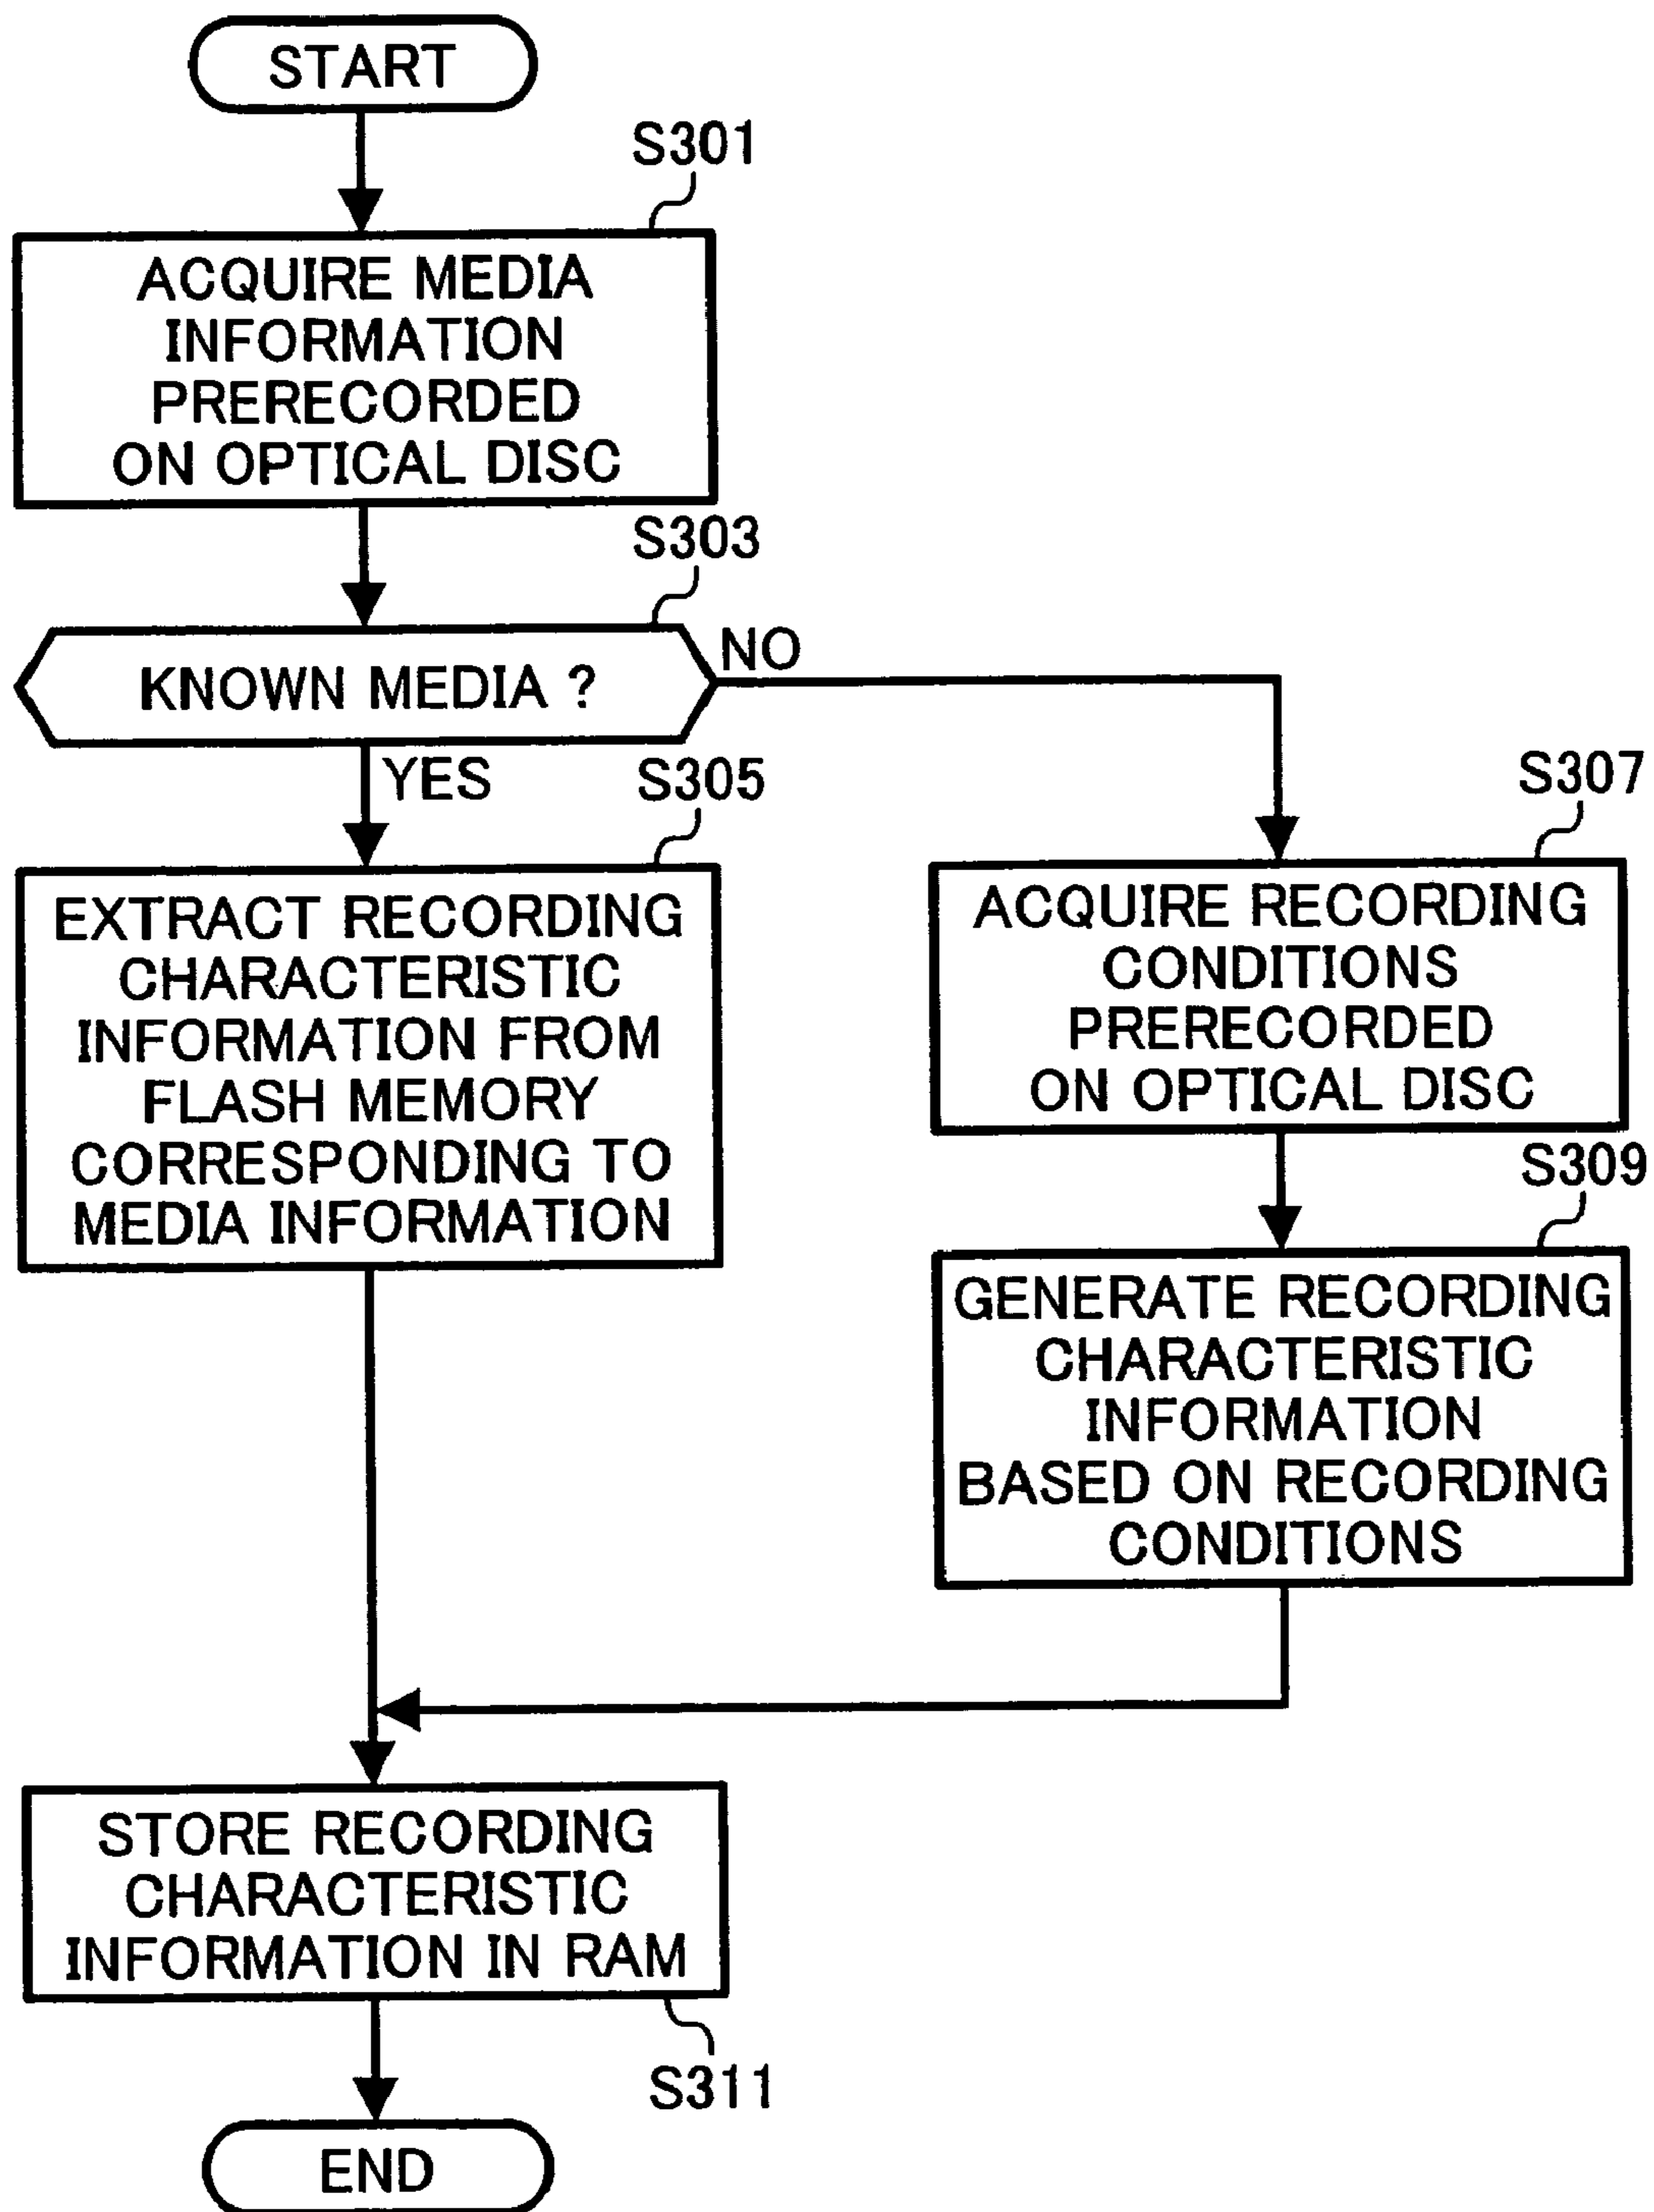 START
S301
ACQUIRE MEDIA
INFORMATION
PRERECORDED
ON OPTICAL DISC
S303
KNOWN MEDIA ?
NO
YES
S305
EXTRACT RECORDING
CHARACTERISTIC
INFORMATION FROM
FLASH MEMORY
CORRESPONDING TO
MEDIA INFORMATION
S307
ACQUIRE RECORDING
CONDITIONS
PRERECORDED
ON OPTICAL DISC
S309
GENERATE RECORDING
CHARACTERISTIC
INFORMATION
BASED ON RECORDING
CONDITIONS
STORE RECORDING
CHARACTERISTIC
INFORMATION IN RAM
S311
END